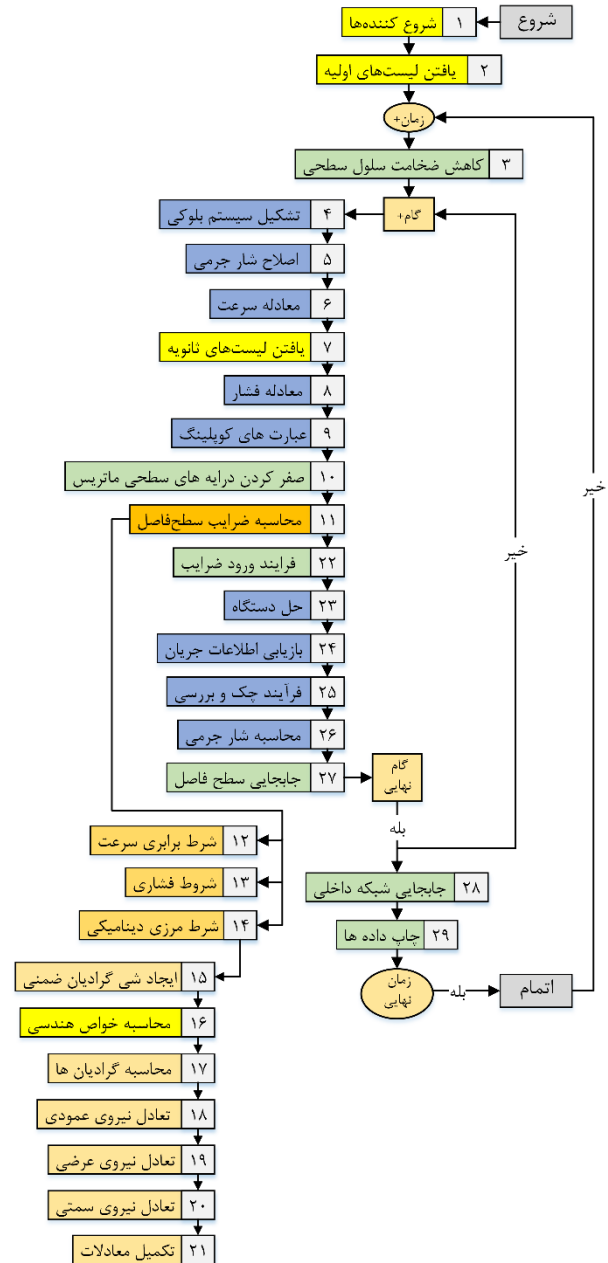 شروع
۱ شروع کننده‌ها
۲ یافتن لیست‌های اولیه
زمان+
۳ کاهش ضخامت سلول سطحی
گام+
۴ تشکیل سیستم بلوکی
۵ اصلاح شار جرمی
۶ معادله سرعت
۷ یافتن لیست‌های ثانویه
۸ معادله فشار
۹ عبارت های کوپلینگ
۱۰ صفر کردن درایه های سطحی ماتریس
۱۱ محاسبه ضرایب سطح‌فاصل
۲۲ فرایند ورود ضرایب
۲۳ حل دستگاه
۲۴ بازیابی اطلاعات جریان
۲۵ فرآیند چک و بررسی
۲۶ محاسبه شار جرمی
۲۷ جابجایی سطح فاصل
گام
نهایی
بله
خیر
خیر
۱۲ شرط برابری سرعت
۱۳ شروط فشاری
۱۴ شرط مرزی دینامیکی
۱۵ ایجاد شی گرادیان ضمنی
۱۶ محاسبه خواص هندسی
۱۷ محاسبه گرادیان ها
۱۸ تعادل نیروی عمودی
۱۹ تعادل نیروی عرضی
۲۰ تعادل نیروی سمتی
۲۱ تکمیل معادلات
۲۸ جابجایی شبکه داخلی
۲۹ چاپ داده ها
زمان
نهایی
بله
اتمام